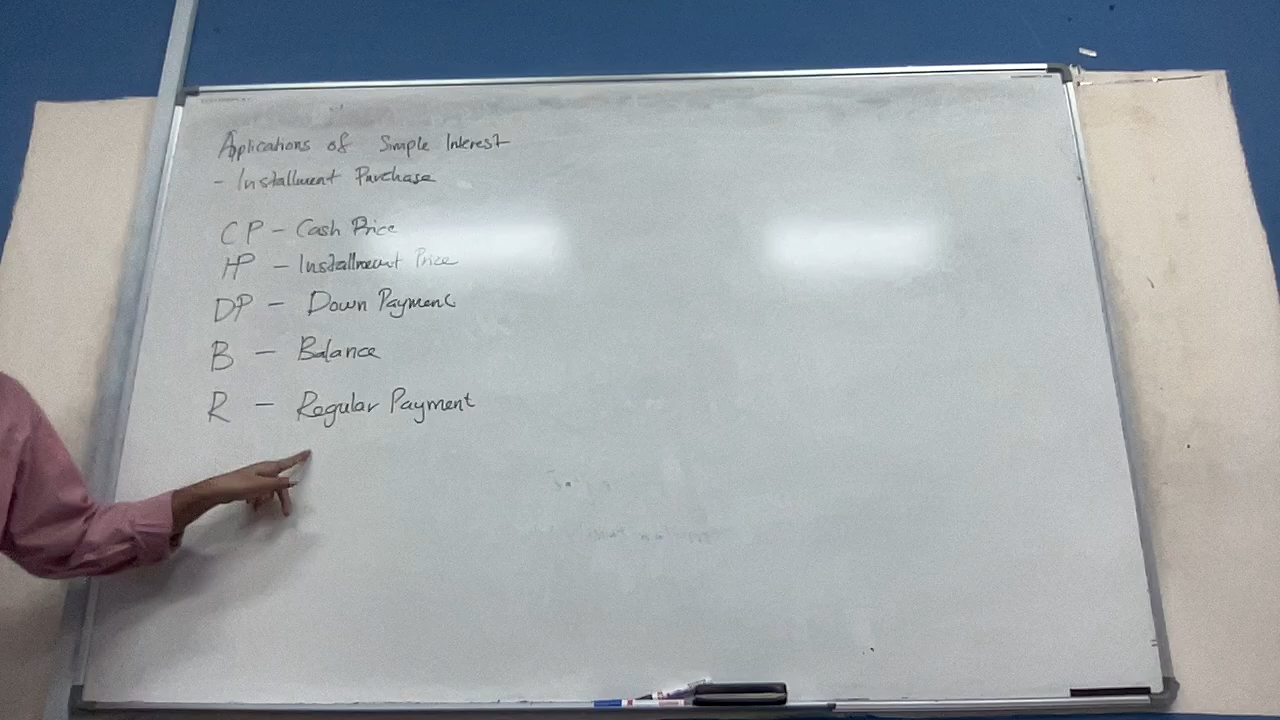 Applications of Simple Interest
- Installment Purchase
CP - Cash Price
IP - Installment Price
DP - Down Payment
B - Balance
R - Regular Payment